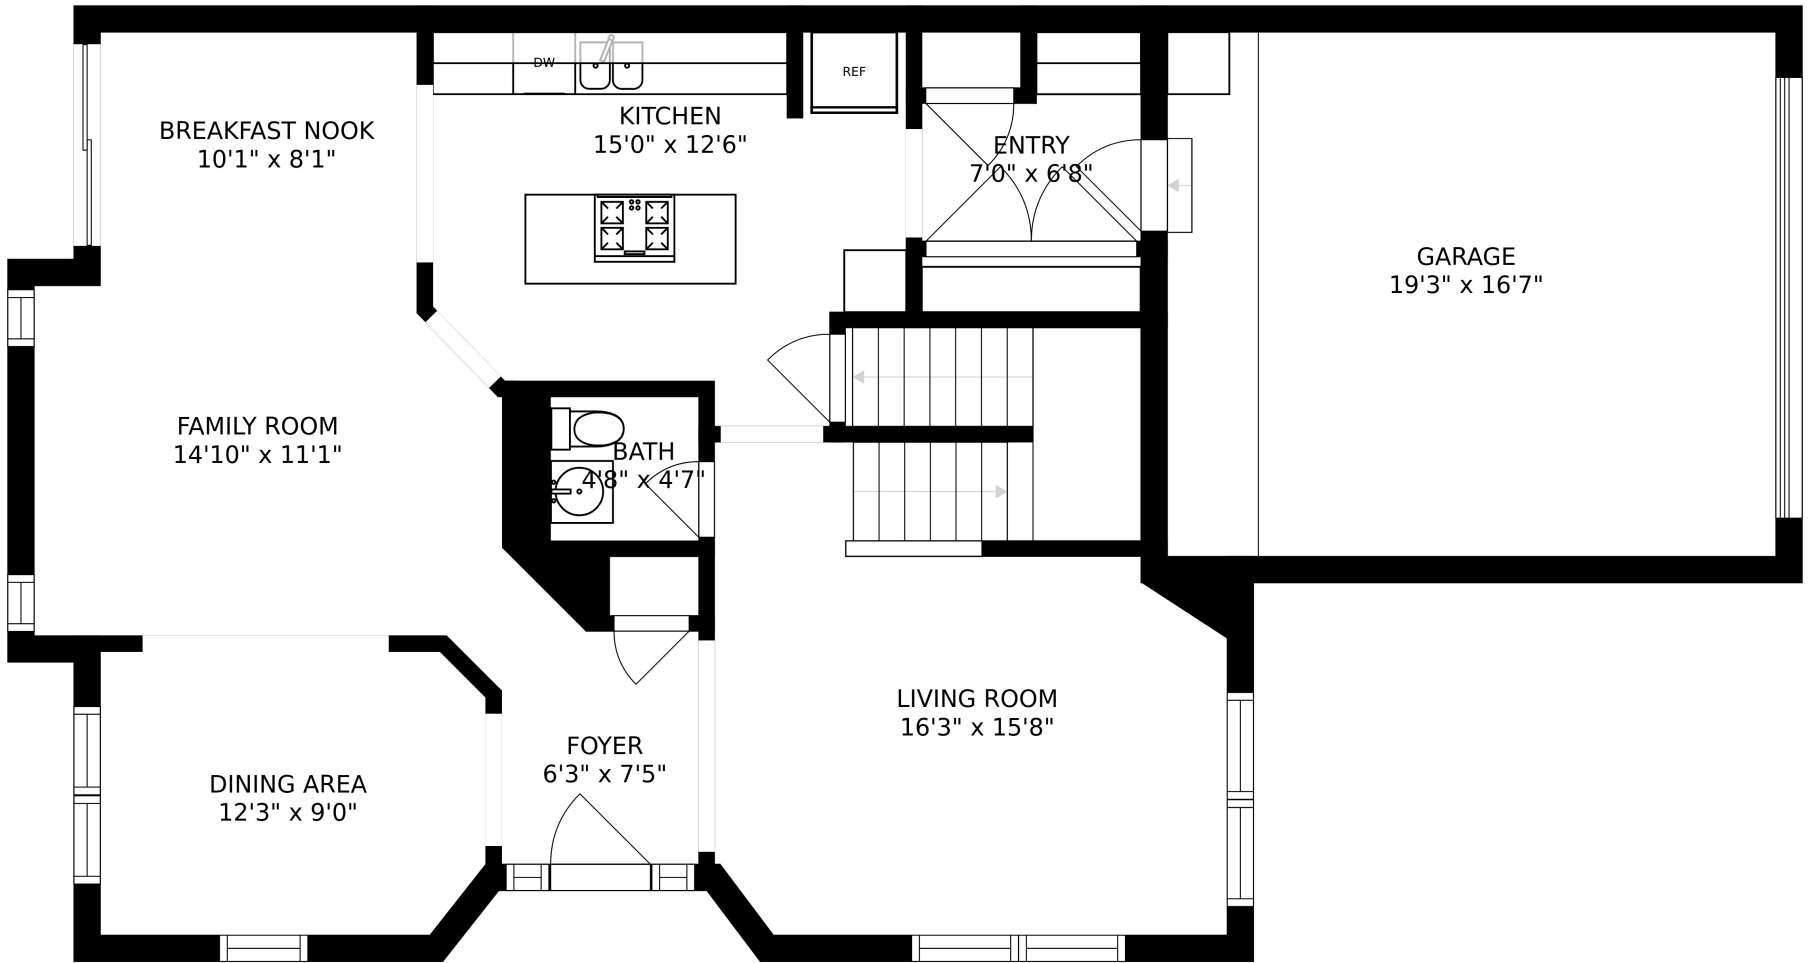 DW
REF
KITCHEN
15'0" x 12'6"
BREAKFAST NOOK
10'1" x 8'1"
ENTRY
7'0" x 6'8"
GARAGE
19'3" x 16'7"
FAMILY ROOM
14'10" x 11'1"
BATH
4'8" x 4'7"
LIVING ROOM
16'3" x 15'8"
FOYER
6'3" x 7'5"
DINING AREA
12'3" x 9'0"